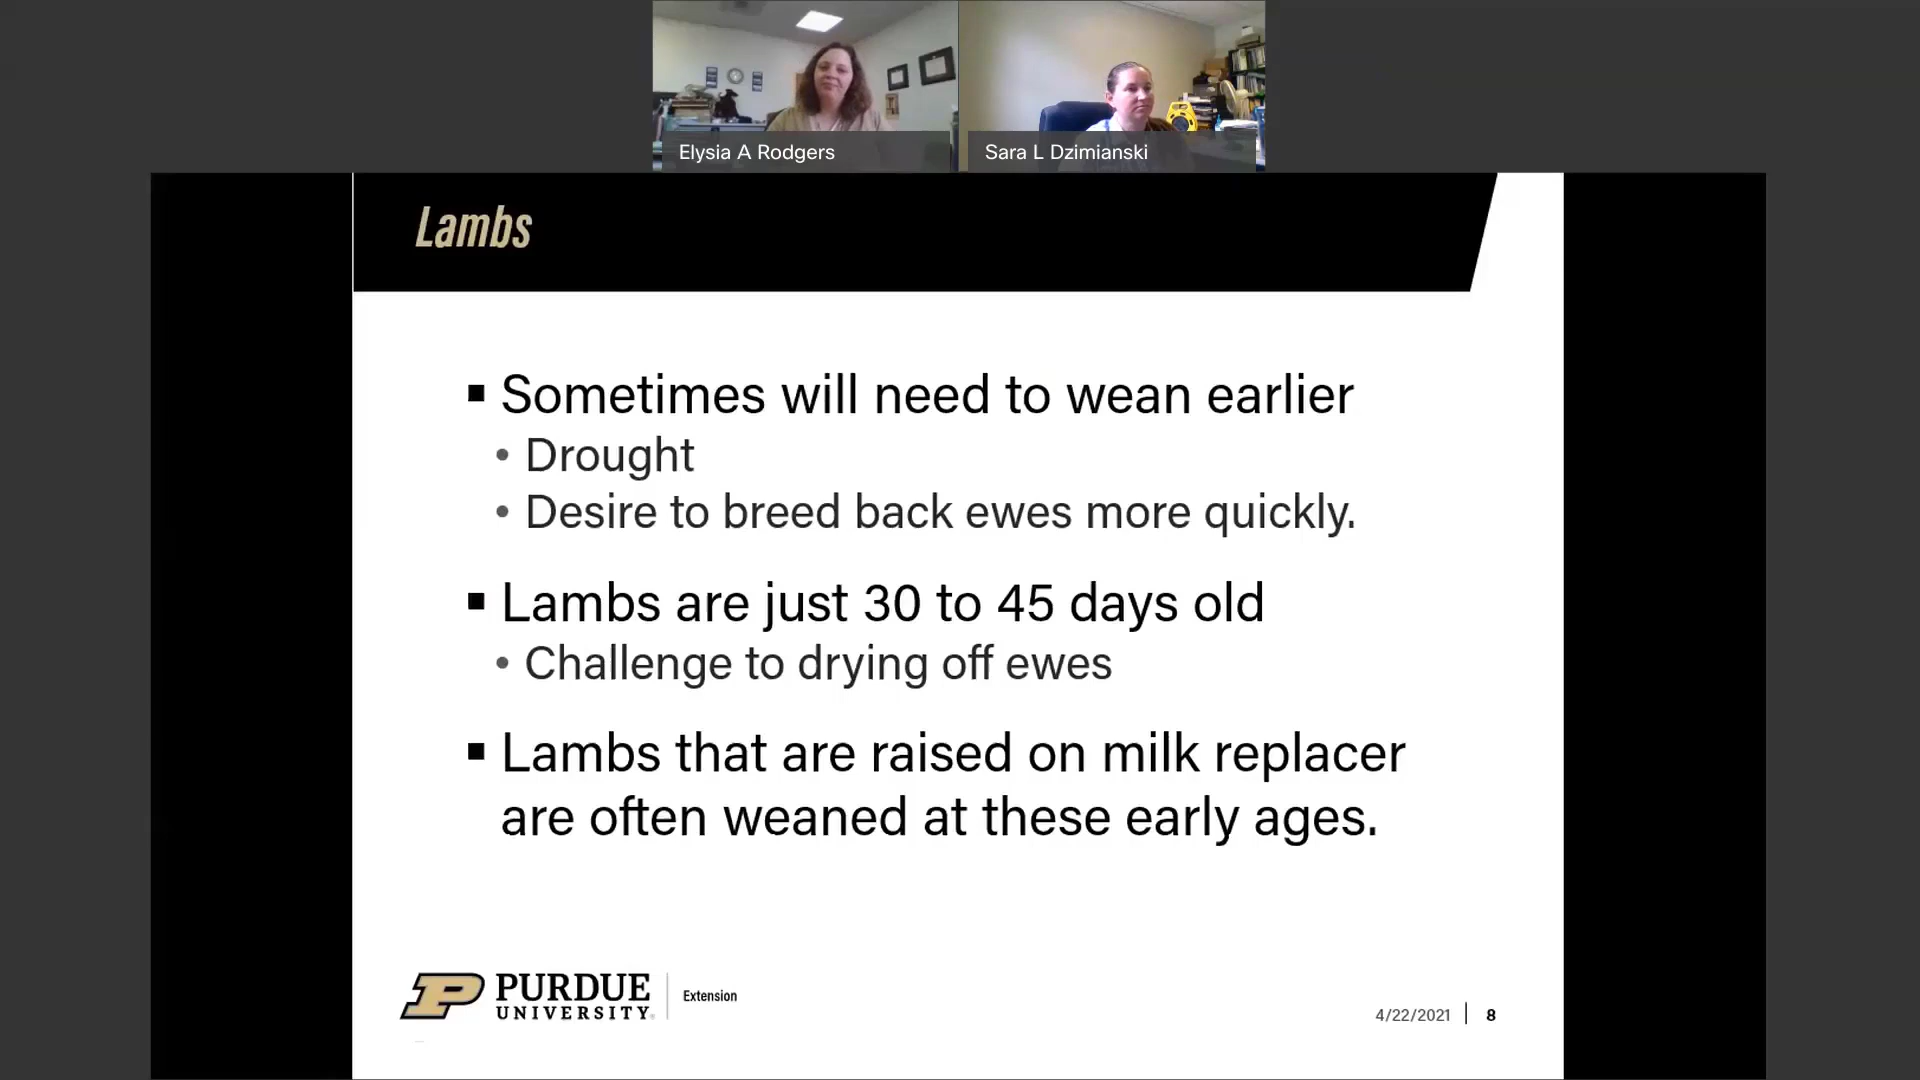 Elysia A Rodgers
Sara L Dzimianski
Lambs
▪ Sometimes will need to wean earlier
• Drought
• Desire to breed back ewes more quickly.
▪ Lambs are just 30 to 45 days old
• Challenge to drying off ewes
▪ Lambs that are raised on milk replacer
are often weaned at these early ages.
PURDUE
UNIVERSITY
Extension
4/22/2021 | 8